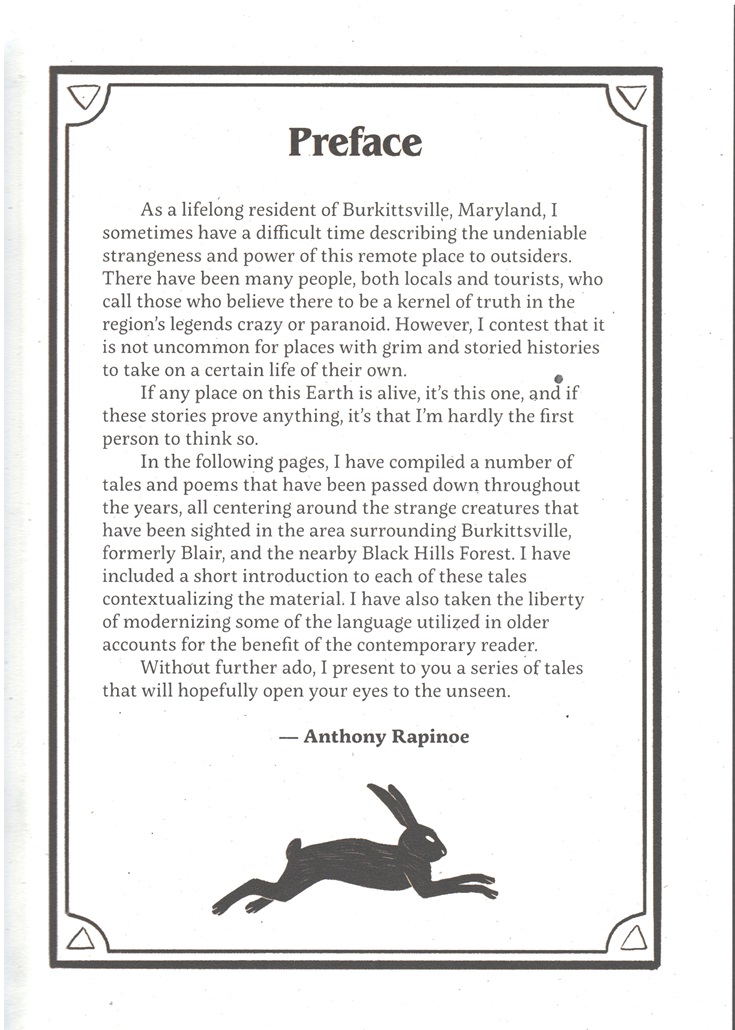 Preface
As a lifelong resident of Burkittsville, Maryland, I
sometimes have a difficult time describing the undeniable
strangeness and power of this remote place to outsiders.
There have been many people, both locals and tourists, who
call those who believe there to be a kernel of truth in the
region’s legends crazy or paranoid. However, I contest that it
is not uncommon for places with grim and storied histories
to take on a certain life of their own.
If any place on this Earth is alive, it’s this one, and if
these stories prove anything, it’s that I’m hardly the first
person to think so.
In the following pages, I have compiled a number of
tales and poems that have been passed down throughout
the years, all centering around the strange creatures that
have been sighted in the area surrounding Burkittsville,
formerly Blair, and the nearby Black Hills Forest. I have
included a short introduction to each of these tales
contextualizing the material. I have also taken the liberty
of modernizing some of the language utilized in older
accounts for the benefit of the contemporary reader.
Without further ado, I present to you a series of tales
that will hopefully open your eyes to the unseen.
— Anthony Rapinoe